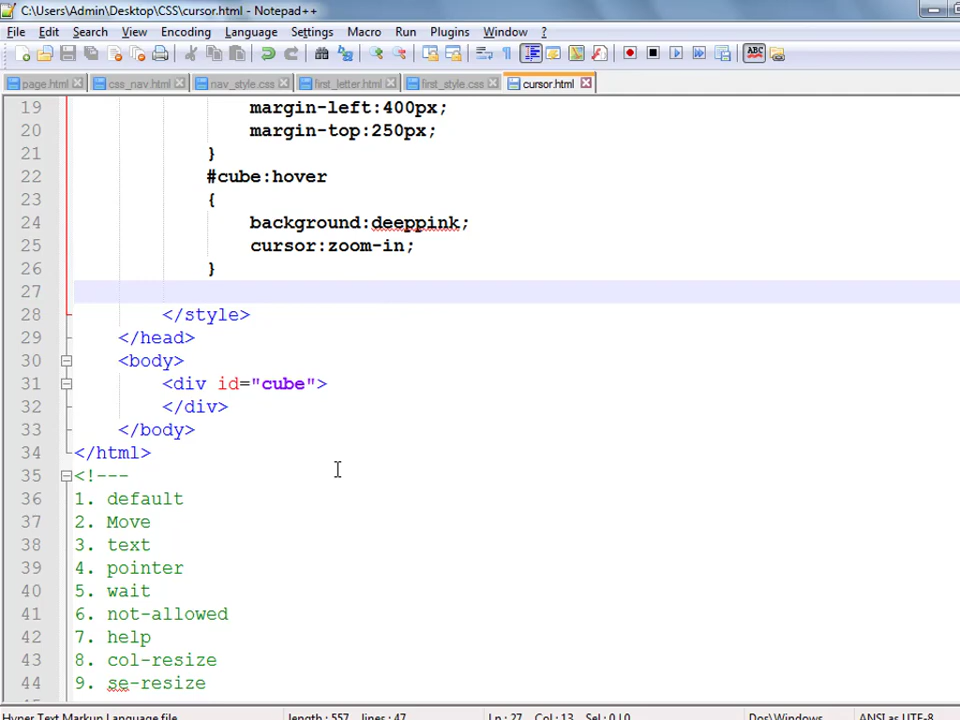 C:\Users\Admin\Desktop\CSS\cursor.html - Notepad++
File Edit Search View Encoding Language Settings Macro Run Plugins Window ?
ABC
page.html css_nav.html nav_style.css first_letter.html first_style.css cursor.html
19 margin-left:400px;
20 margin-top:250px;
21 }
22 #cube:hover
23 {
24 background:deeppink;
25 cursor:zoom-in;
26 }
27
28 </style>
29 </head>
30 <body>
31 <div id="cube">
32 </div>
33 </body>
34 </html>
35 <!---
36 1. default
37 2. Move
38 3. text
39 4. pointer
40 5. wait
41 6. not-allowed
42 7. help
43 8. col-resize
44 9. se-resize
Hyper Text Markup Language file length : 557 lines : 47 Ln : 27 Col : 13 Sel : 0 | 0 Dos\Windows ANSI as UTF-8